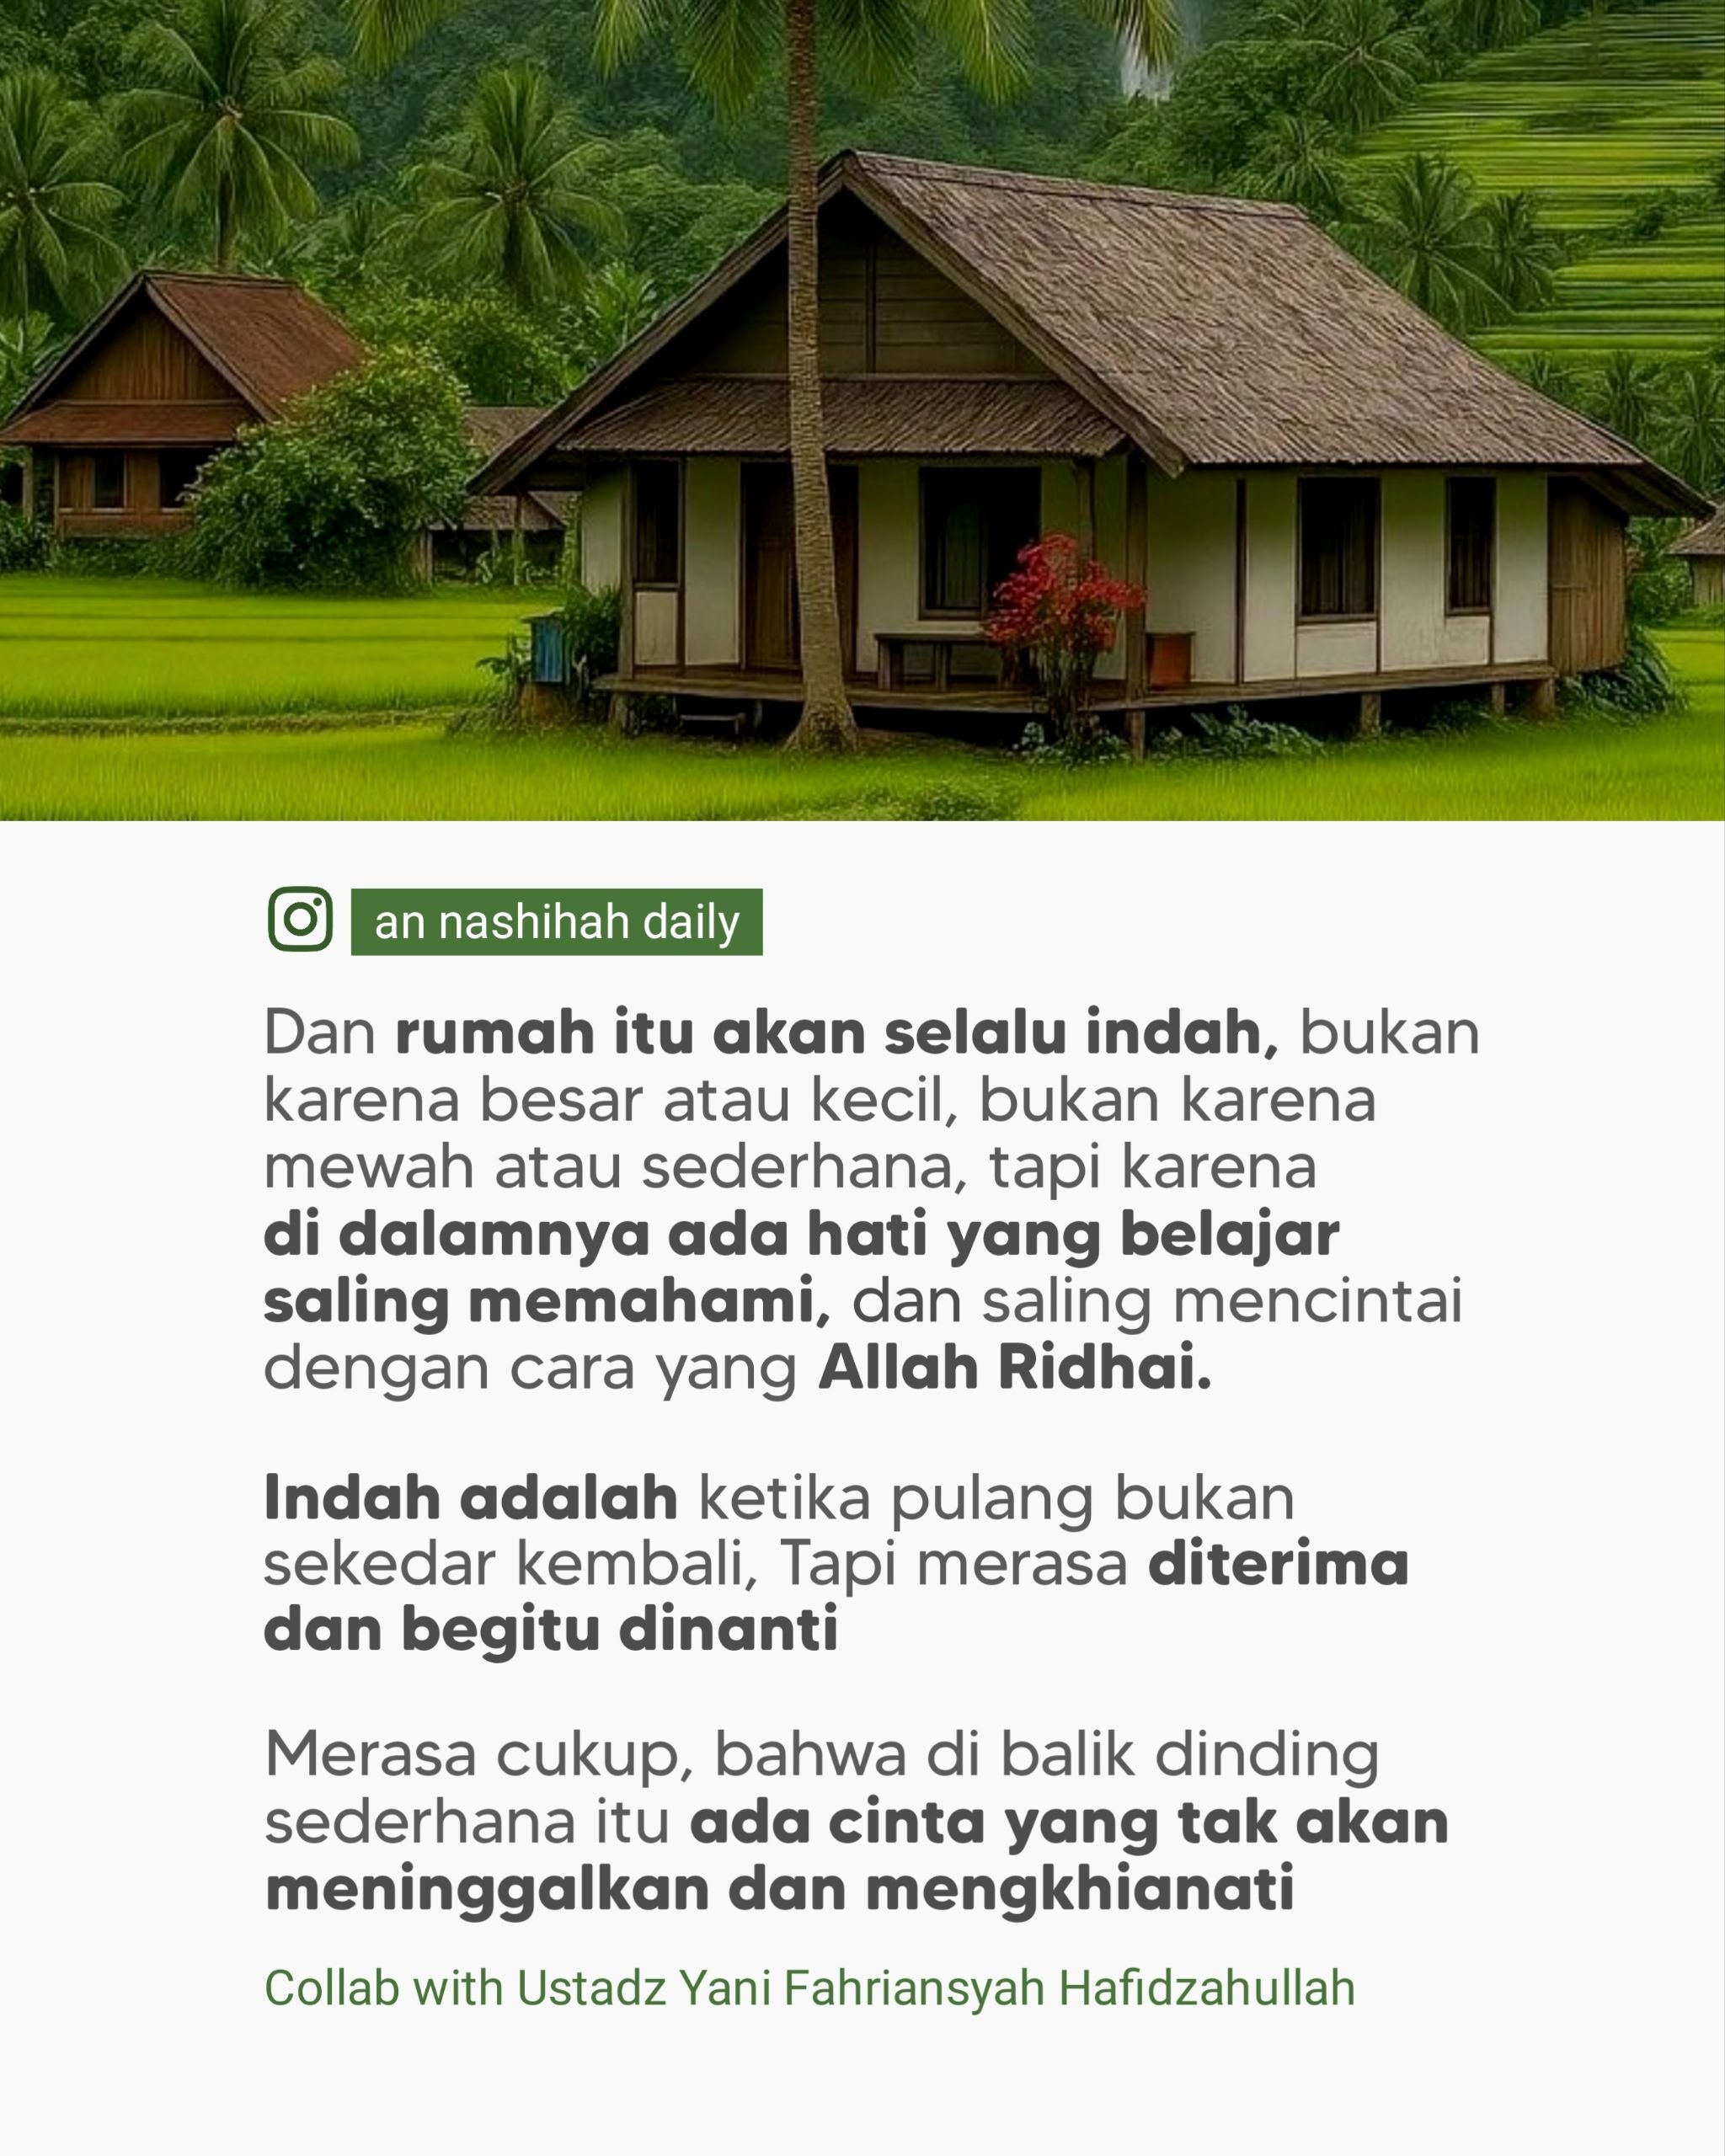 an nashihah daily
Dan rumah itu akan selalu indah, bukan
karena besar atau kecil, bukan karena
mewah atau sederhana, tapi karena
di dalamnya ada hati yang belajar
saling memahami, dan saling mencintai
dengan cara yang Allah Ridhai.
Indah adalah ketika pulang bukan
sekedar kembali, Tapi merasa diterima
dan begitu dinanti
Merasa cukup, bahwa di balik dinding
sederhana itu ada cinta yang tak akan
meninggalkan dan mengkhianati
Collab with Ustadz Yani Fahriansyah Hafidzahullah